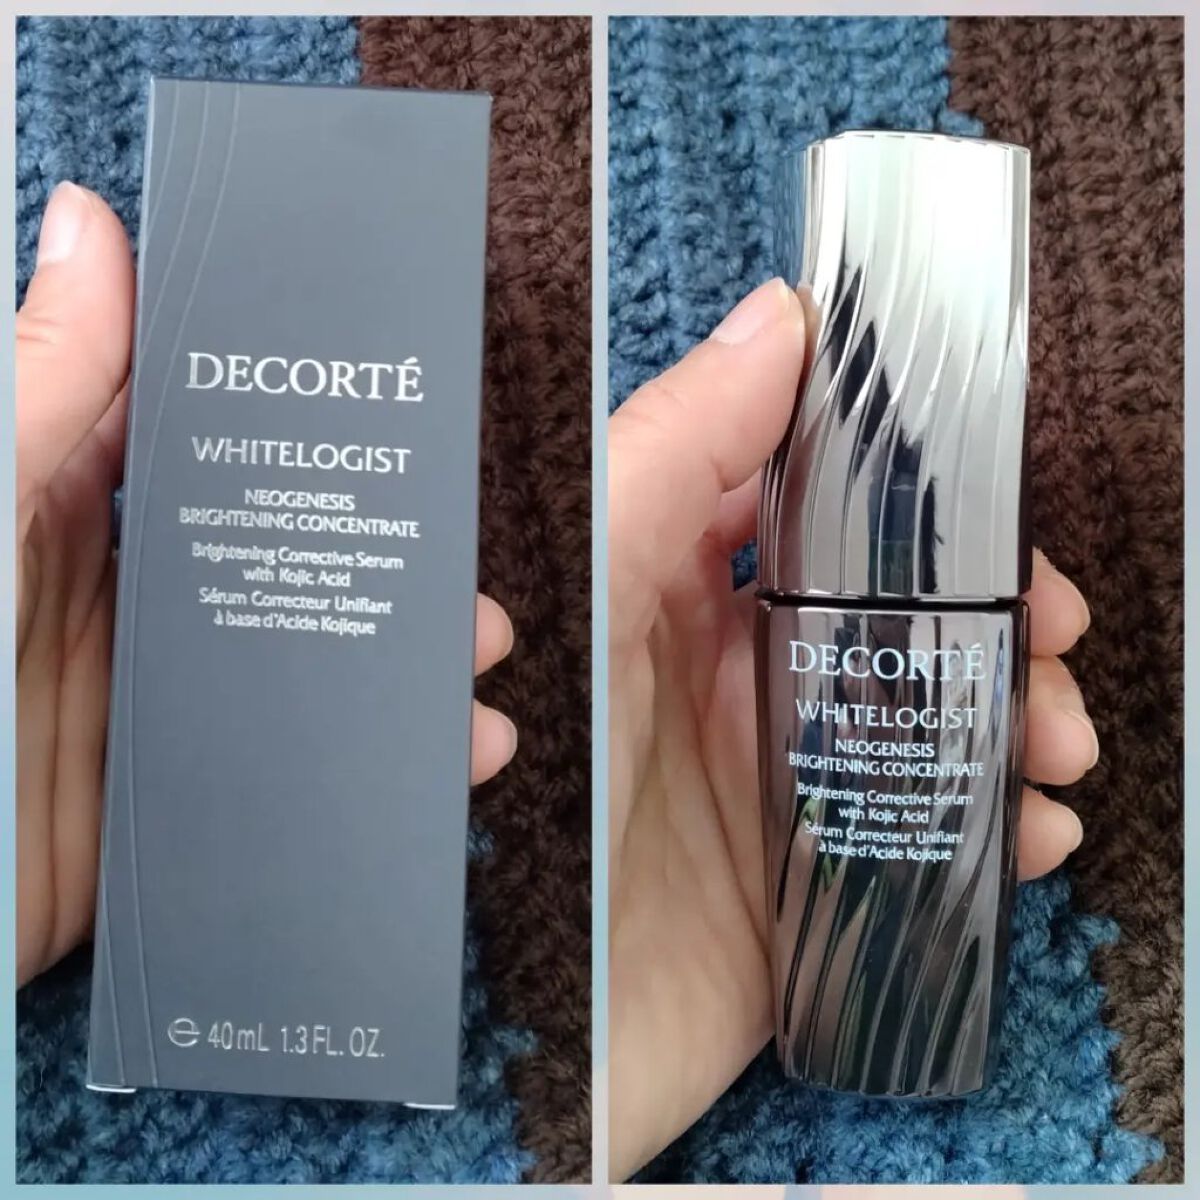 DECORTÉ
WHITELOGIST
NEOGENESIS
BRIGHTENING CONCENTRATE
Brightening Corrective Serum
with Kojic Acid
Sérum Correcteur Unifiant
à base d'Acide Kojique
℮ 40mL 1.3 FL. OZ.
DECORTÉ
WHITELOGIST
NEOGENESIS
BRIGHTENING CONCENTRATE
Brightening Corrective Serum
with Kojic Acid
Sérum Correcteur Unifiant
à base d'Acide Kojique